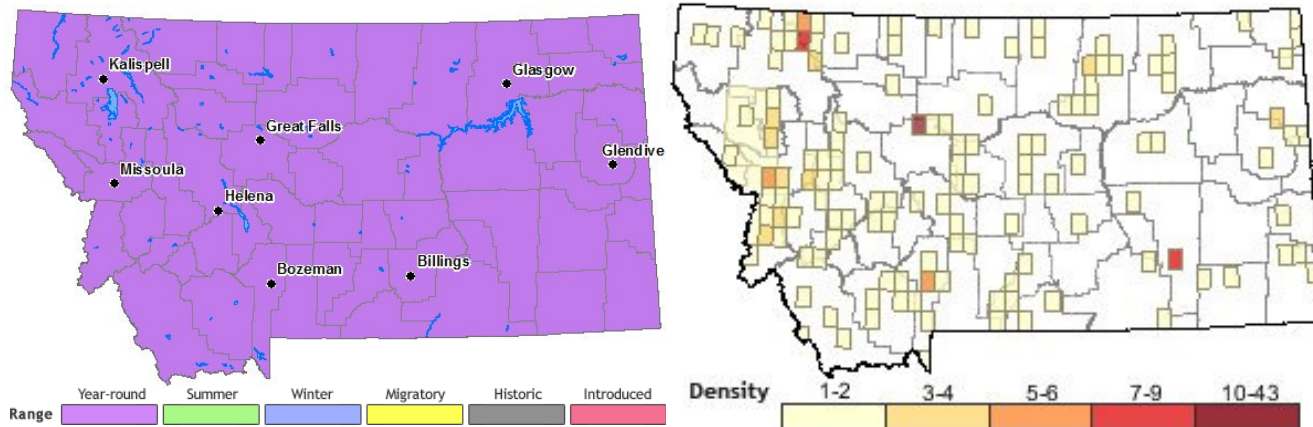 Kalispell
Glasgow
Great Falls
Glendive
Missoula
Helena
Bozeman
Billings
Year-round Summer Winter Migratory Historic Introduced
Range
Density 1-2 3-4 5-6 7-9 10-43